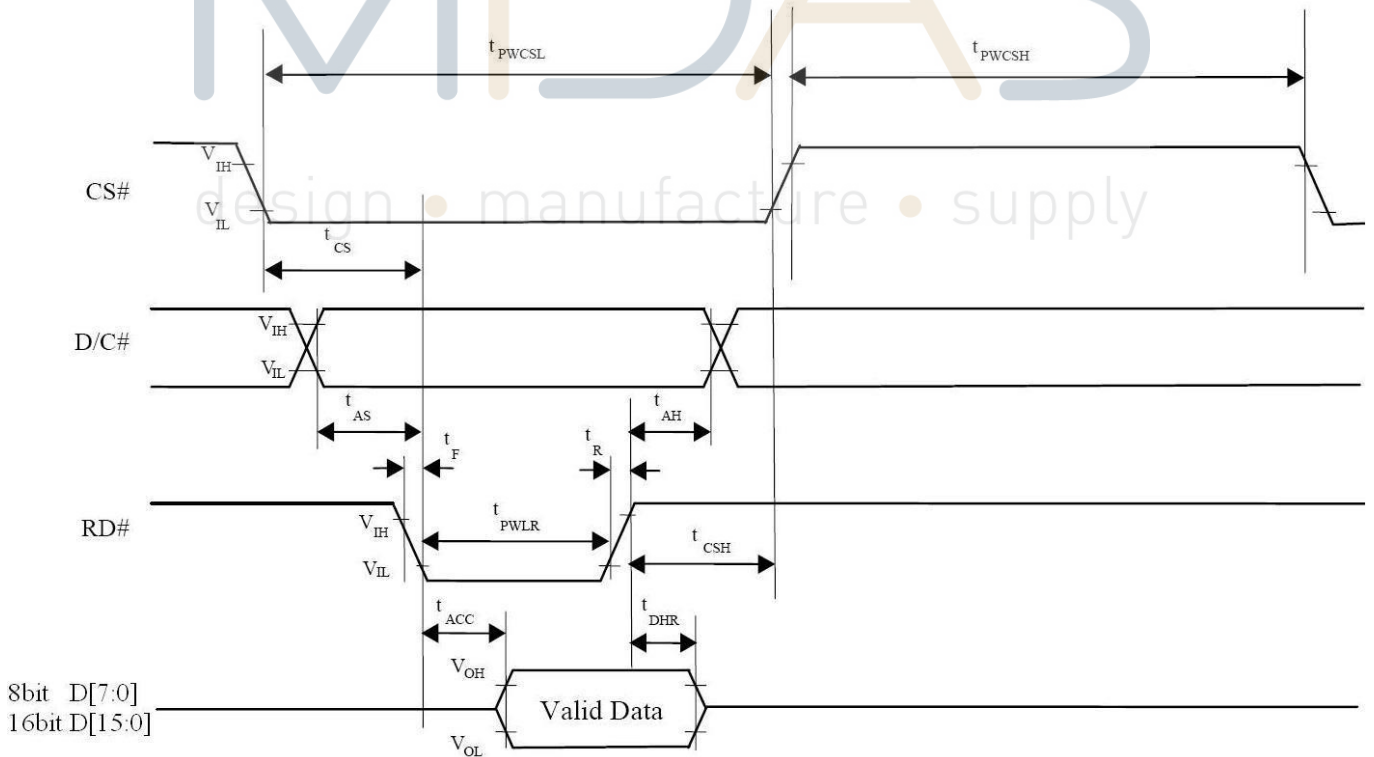 MIDAS
design • manufacture • supply
t PWCSL
t PWCSH
CS#
V IH
V IL
t CS
D/C#
V IH
V IL
t AS
t AH
t F
t R
RD#
V IH
V IL
t PWLR
t CSH
t ACC
t DHR
8bit D[7:0]
16bit D[15:0]
V OH
Valid Data
V OL